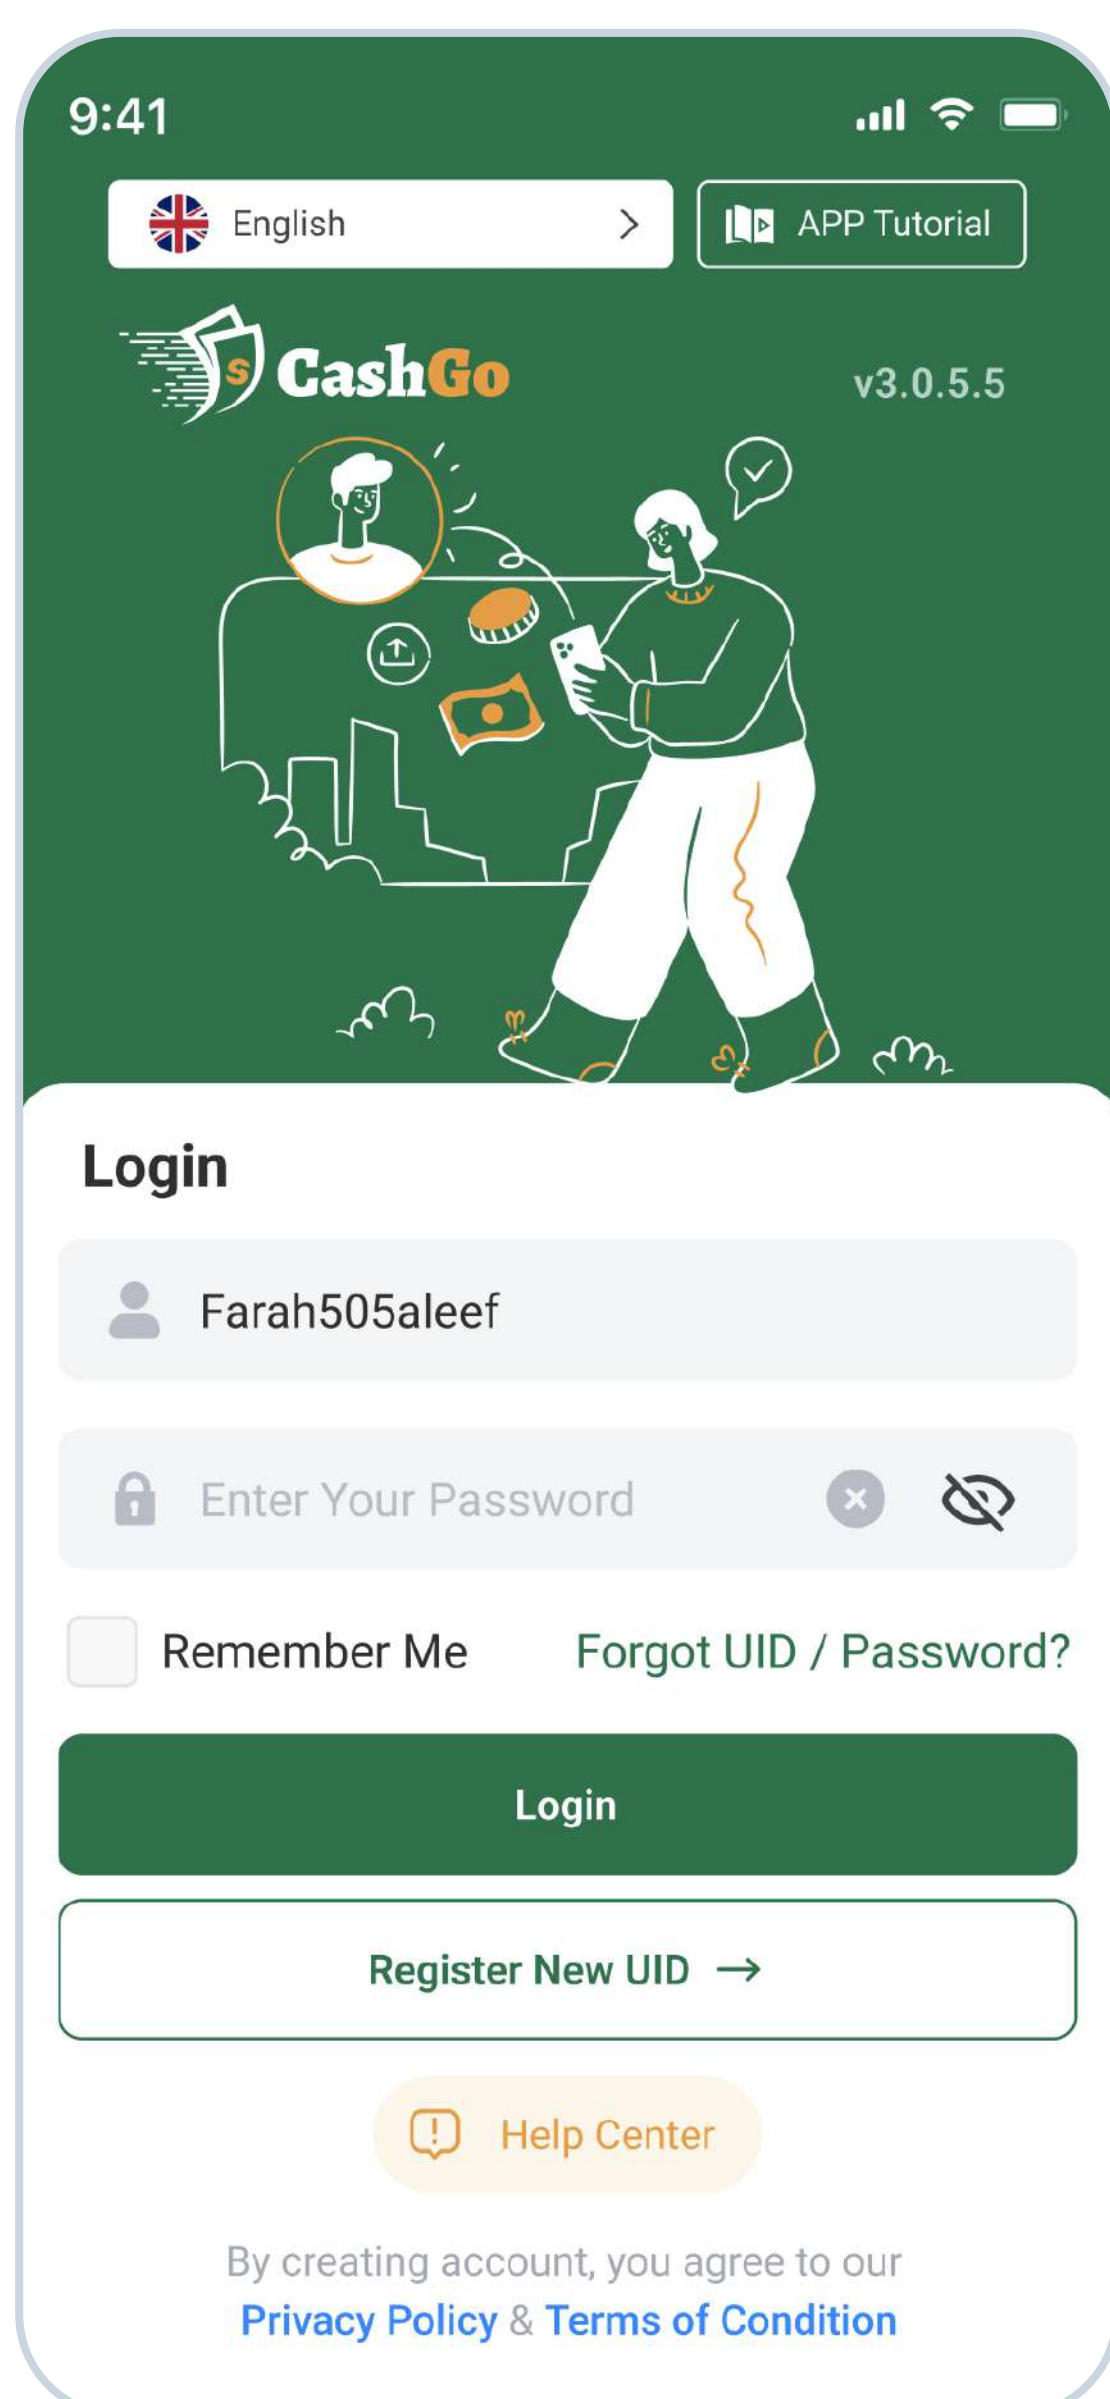 9:41
English
APP Tutorial
S
CashGo
v3.0.5.5
Login
Farah505aleef
Enter Your Password
Remember Me
Forgot UID / Password?
Login
Register New UID →
Help Center
By creating account, you agree to our
Privacy Policy & Terms of Condition